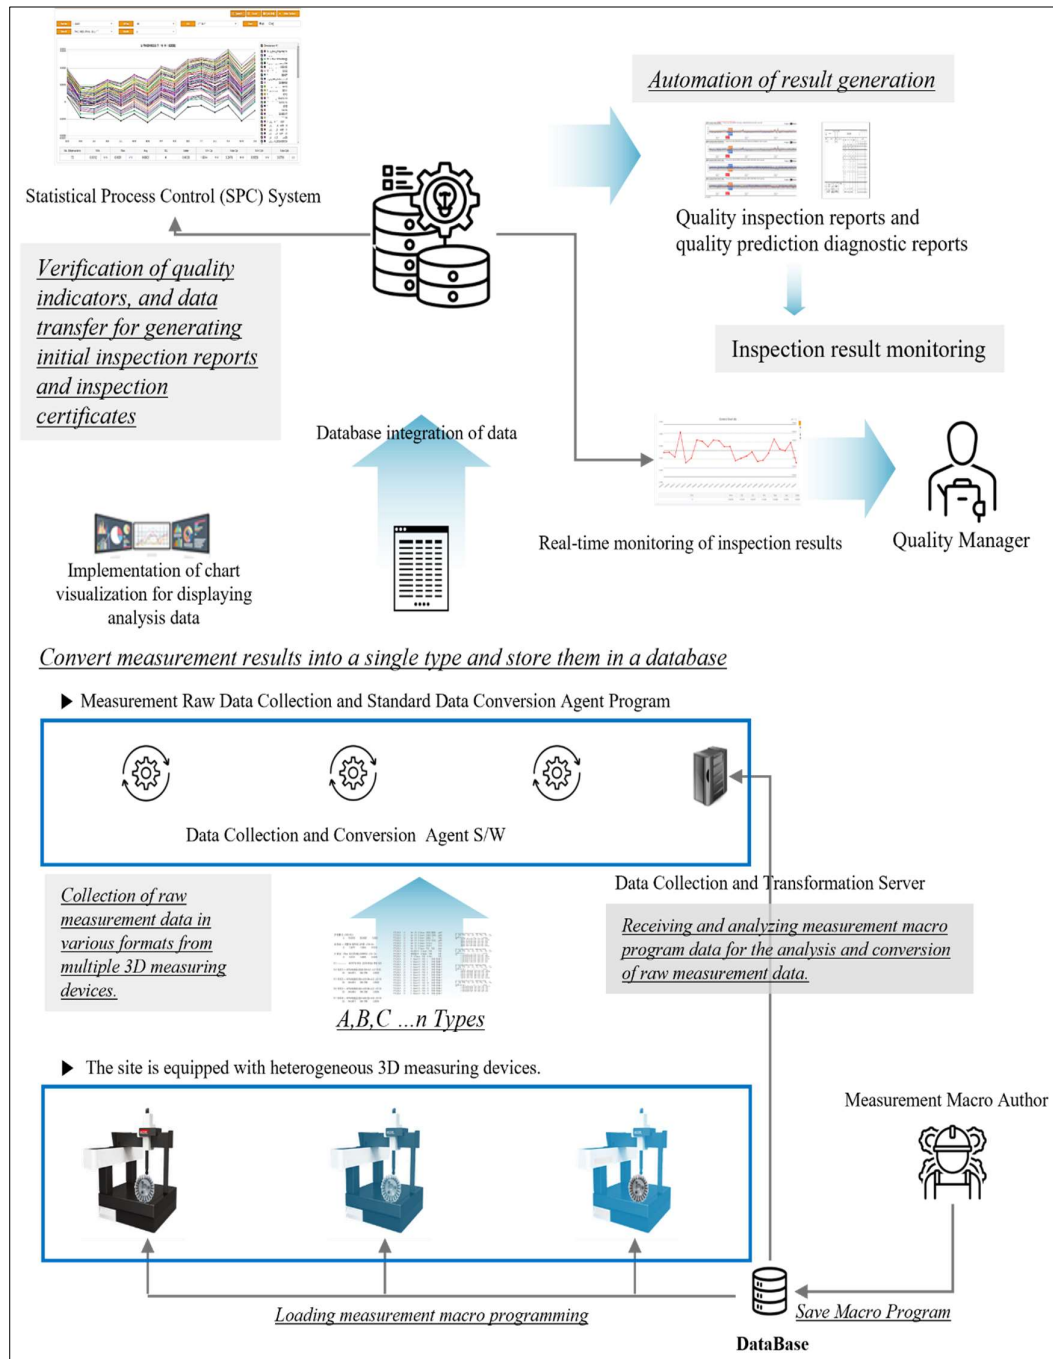 Statistical Process Control (SPC) System
Verification of quality
indicators, and data
transfer for generating
initial inspection reports
and inspection
certificates
Automation of result generation
Quality inspection reports and
quality prediction diagnostic reports
Inspection result monitoring
Database integration of data
Real-time monitoring of inspection results
Quality Manager
Implementation of chart
visualization for displaying
analysis data
Convert measurement results into a single type and store them in a database
▶ Measurement Raw Data Collection and Standard Data Conversion Agent Program
Data Collection and Conversion Agent S/W
Data Collection and Transformation Server
Collection of raw
measurement data in
various formats from
multiple 3D measuring
devices.
A,B,C ...n Types
Receiving and analyzing measurement macro
program data for the analysis and conversion
of raw measurement data.
▶ The site is equipped with heterogeneous 3D measuring devices.
Measurement Macro Author
Loading measurement macro programming
Save Macro Program
DataBase